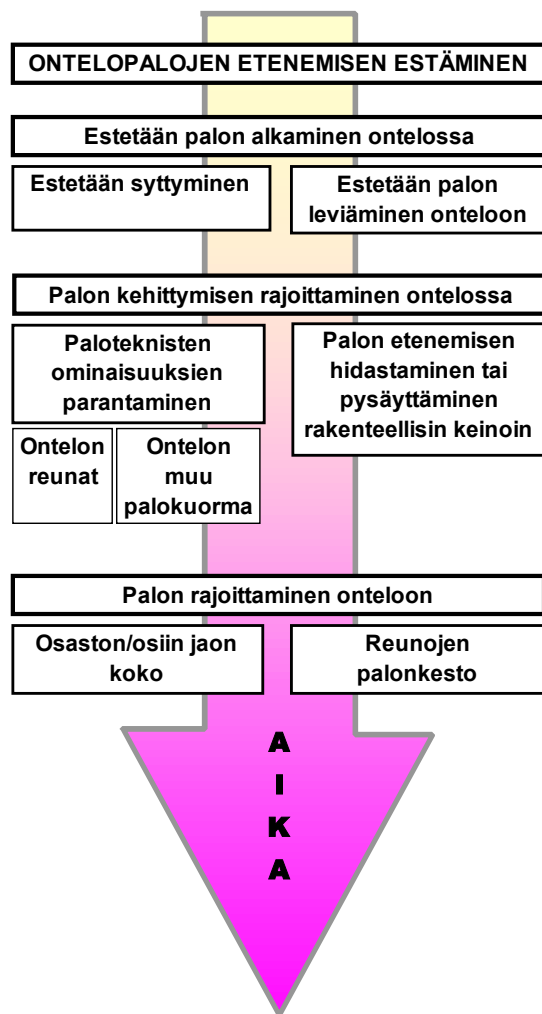 ONTELOPALOJEN ETENEMISEN ESTÄMINEN
Estetään palon alkaminen ontelossa
Estetään syttyminen
Estetään palon
leviäminen onteloon
Palon kehittymisen rajoittaminen ontelossa
Paloteknisten
ominaisuuksien
parantaminen
Palon etenemisen
hidastaminen tai
pysäyttäminen
rakenteellisin keinoin
Ontelon
reunat
Ontelon
muu
palokuorma
Palon rajoittaminen onteloon
Osaston/osiin jaon
koko
Reunojen
palonkesto
A
I
K
A